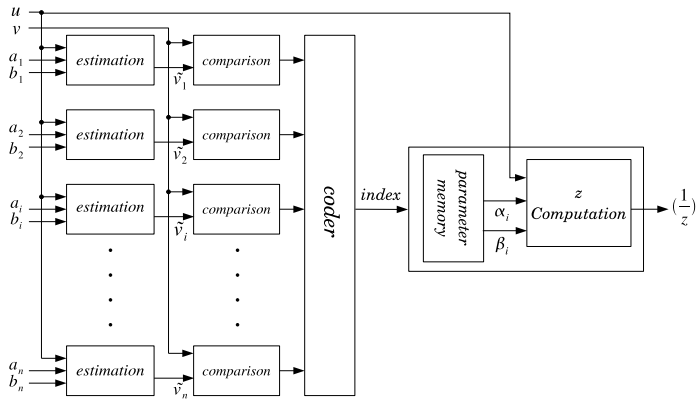 u
v
a₁
b₁
estimation
ṽ₁
comparison
a₂
b₂
estimation
ṽ₂
comparison
aᵢ
bᵢ
estimation
ṽᵢ
comparison
aₙ
bₙ
estimation
ṽₙ
comparison
coder
index
parameter
memory
αᵢ
βᵢ
z
Computation
(1/z)